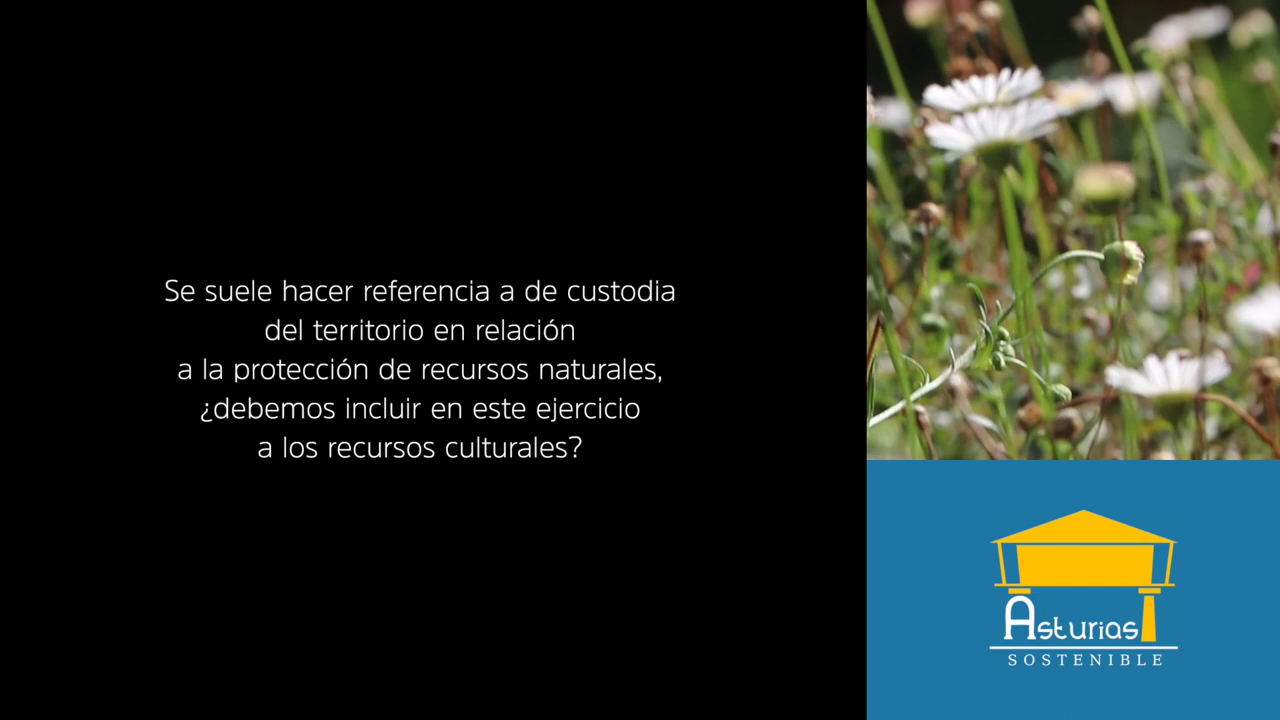 Se suele hacer referencia a de custodia
del territorio en relación
a la protección de recursos naturales,
¿debemos incluir en este ejercicio
a los recursos culturales?
Asturias
SOSTENIBLE